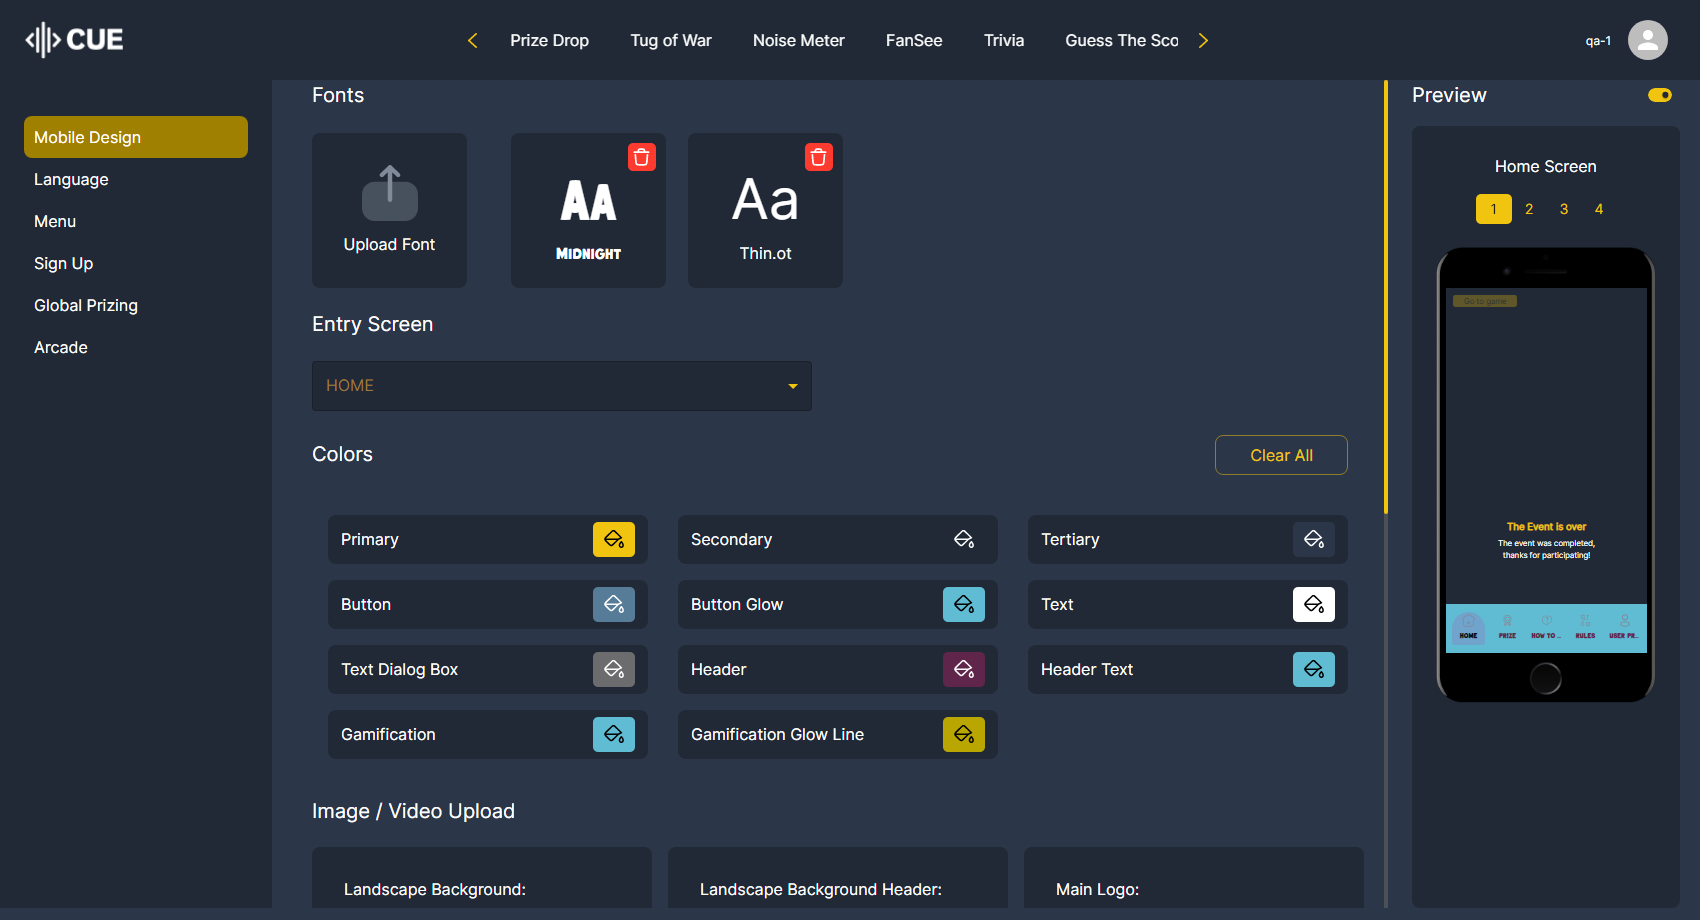 CUE
Prize Drop
Tug of War
Noise Meter
FanSee
Trivia
Guess The Sco
qa-1
Mobile Design
Language
Menu
Sign Up
Global Prizing
Arcade
Fonts
Upload Font
AA
MIDNIGHT
Aa
Thin.ot
Entry Screen
HOME
Colors
Clear All
Primary
Secondary
Tertiary
Button
Button Glow
Text
Text Dialog Box
Header
Header Text
Gamification
Gamification Glow Line
Image / Video Upload
Landscape Background:
Landscape Background Header:
Main Logo:
Preview
Home Screen
1 2 3 4
Go to game
The Event is over
The event was completed,
thanks for participating!
HOME PRIZE HOW TO ... RULES USER PR...